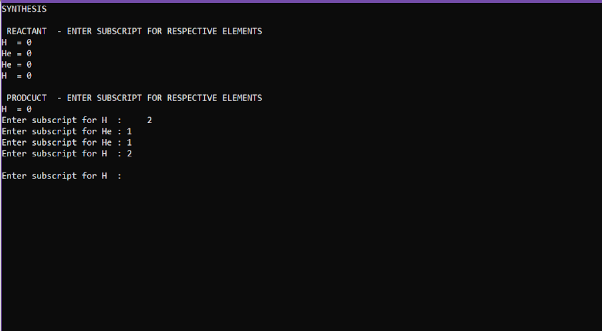 SYNTHESIS
REACTANT - ENTER SUBSCRIPT FOR RESPECTIVE ELEMENTS
H = 0
He = 0
He = 0
H = 0
PRODCUCT - ENTER SUBSCRIPT FOR RESPECTIVE ELEMENTS
H = 0
Enter subscript for H : 2
Enter subscript for He : 1
Enter subscript for He : 1
Enter subscript for H : 2
Enter subscript for H :